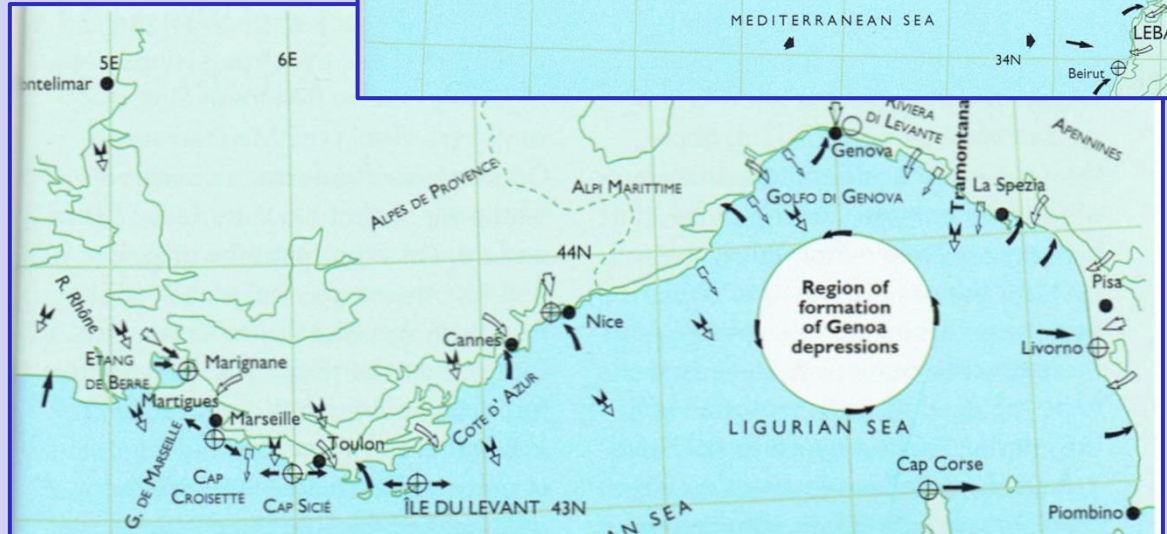 MEDITERRANEAN SEA
34N
Beirut
5E
6E
RIVIERA
DI LEVANTE
Tramontana
APENNINES
Genova
ALPES DE PROVENCE
ALPI MARITTIME
GOLFO DI GENOVA
La Spezia
44N
R. Rhône
Region of
formation
of Genoa
depressions
Pisa
Nice
Cannes
Livorno
ETANG
DE BERRE
Marignane
Martigues
Marseille
COTE D' AZUR
LIGURIAN SEA
G. DE MARSEILLE
Toulon
CAP
CROISETTE
CAP SICIÉ
ÎLE DU LEVANT 43N
Cap Corse
SEA
Piombino